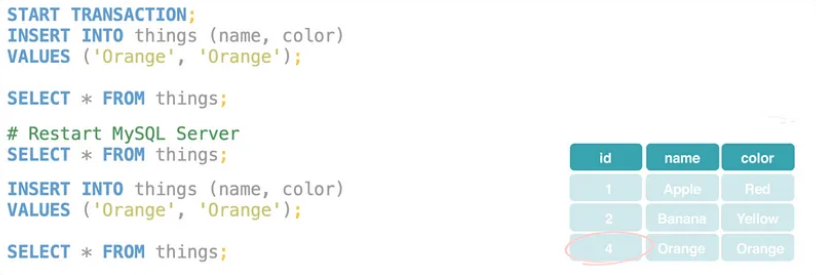 START TRANSACTION;
INSERT INTO things (name, color)
VALUES ('Orange', 'Orange');
SELECT * FROM things;
# Restart MySQL Server
SELECT * FROM things;
INSERT INTO things (name, color)
VALUES ('Orange', 'Orange');
SELECT * FROM things;
id name color
1 Apple Red
2 Banana Yellow
4 Orange Orange